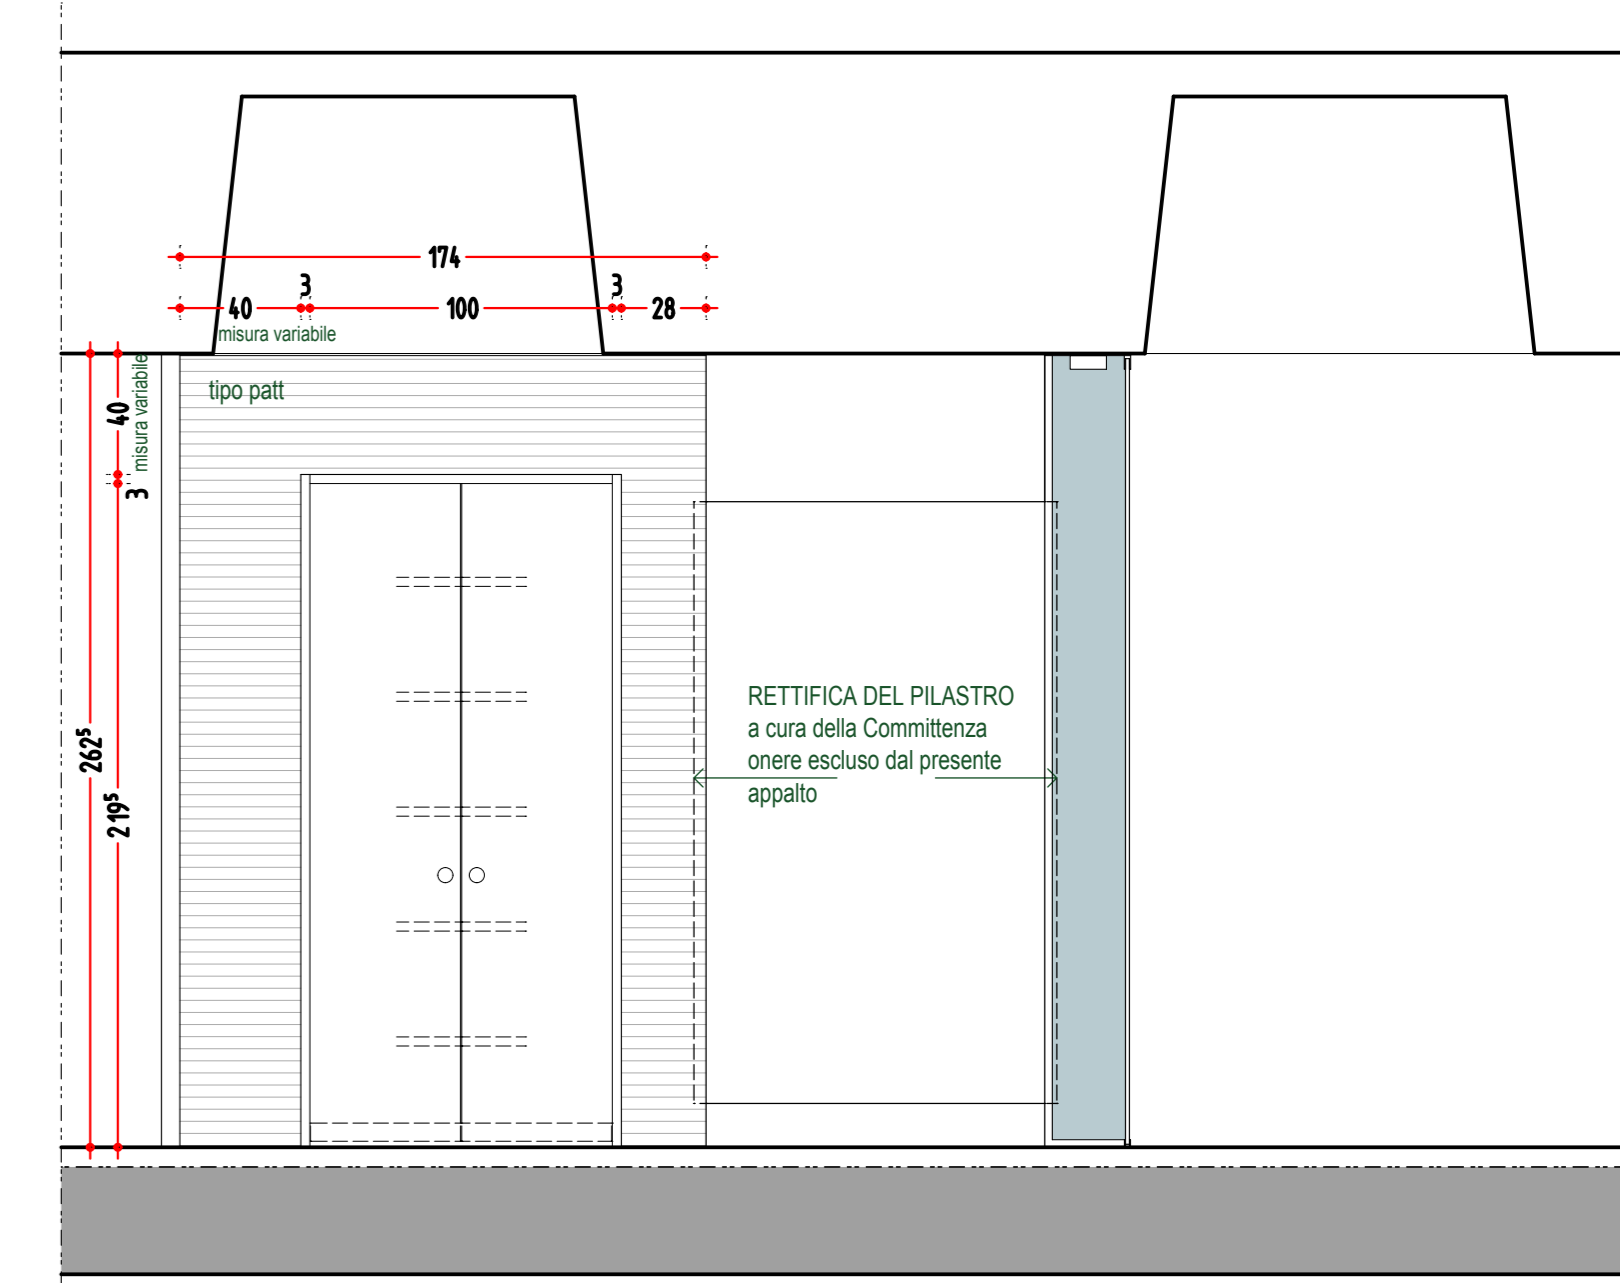 174
3
3
40
100
28
misura variabile
40
misura variabile
tipo patt
3
RETTIFICA DEL PILASTRO
a cura della Committenza
onere escluso dal presente
appalto
262⁵
219⁵